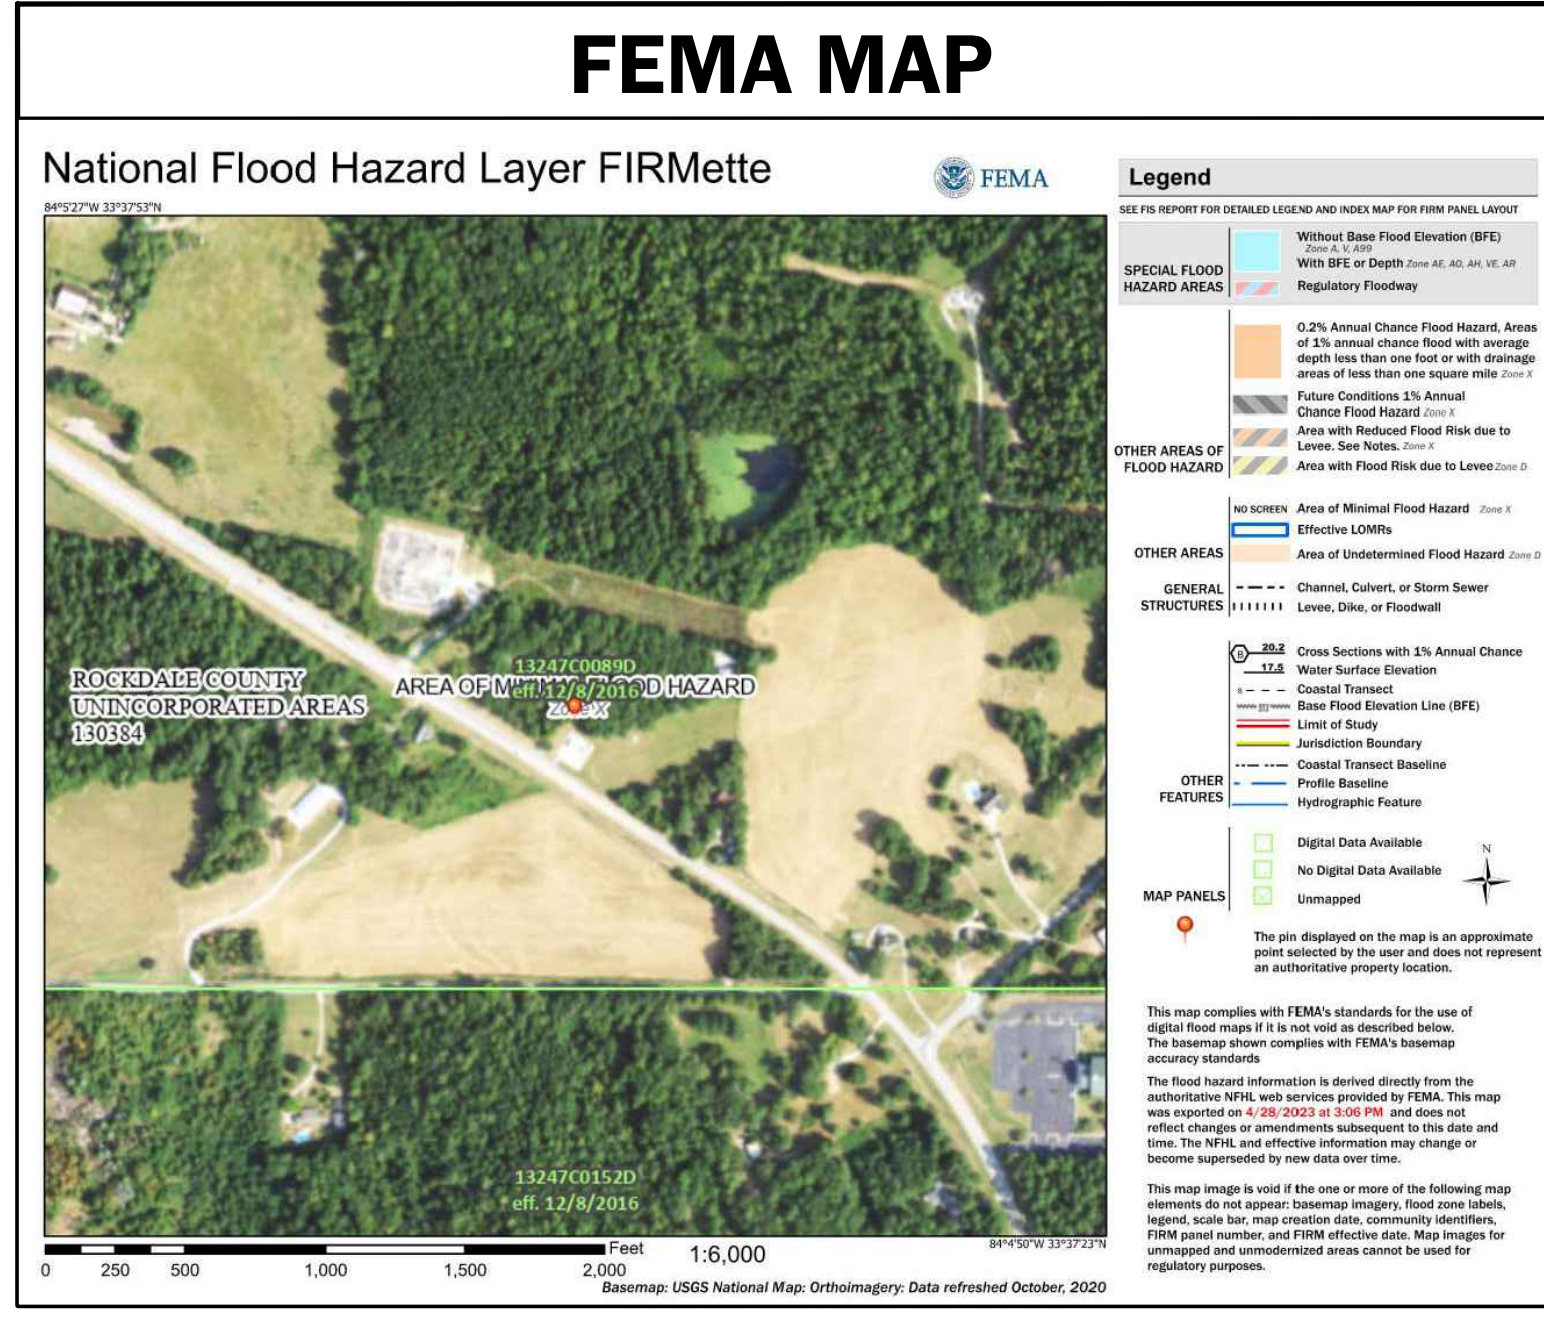 FEMA MAP
National Flood Hazard Layer FIRMette
FEMA
84°5'27"W 33°37'53"N
ROCKDALE COUNTY
UNINCORPORATED AREAS
130384
13247C0089D
AREA OF MINIMAL FLOOD HAZARD
eff. 12/8/2016
Zone X
13247C0152D
eff. 12/8/2016
84°4'50"W 33°37'23"N
Feet
1:6,000
0 250 500 1,000 1,500 2,000
Basemap: USGS National Map: Orthoimagery: Data refreshed October, 2020
Legend
SEE FIS REPORT FOR DETAILED LEGEND AND INDEX MAP FOR FIRM PANEL LAYOUT
SPECIAL FLOOD
HAZARD AREAS
Without Base Flood Elevation (BFE)
Zone A, V, A99
With BFE or Depth Zone AE, AO, AH, VE, AR
Regulatory Floodway
OTHER AREAS OF
FLOOD HAZARD
0.2% Annual Chance Flood Hazard, Areas
of 1% annual chance flood with average
depth less than one foot or with drainage
areas of less than one square mile Zone X
Future Conditions 1% Annual
Chance Flood Hazard Zone X
Area with Reduced Flood Risk due to
Levee. See Notes. Zone X
Area with Flood Risk due to Levee Zone D
OTHER AREAS
NO SCREEN Area of Minimal Flood Hazard Zone X
Effective LOMRs
Area of Undetermined Flood Hazard Zone D
GENERAL
STRUCTURES
Channel, Culvert, or Storm Sewer
Levee, Dike, or Floodwall
OTHER
FEATURES
B 20.2 Cross Sections with 1% Annual Chance
17.5 Water Surface Elevation
8 Coastal Transect
Base Flood Elevation Line (BFE)
Limit of Study
Jurisdiction Boundary
Coastal Transect Baseline
Profile Baseline
Hydrographic Feature
MAP PANELS
Digital Data Available
No Digital Data Available
Unmapped
N
The pin displayed on the map is an approximate
point selected by the user and does not represent
an authoritative property location.
This map complies with FEMA's standards for the use of
digital flood maps if it is not void as described below.
The basemap shown complies with FEMA's basemap
accuracy standards
The flood hazard information is derived directly from the
authoritative NFHL web services provided by FEMA. This map
was exported on 4/28/2023 at 3:06 PM and does not
reflect changes or amendments subsequent to this date and
time. The NFHL and effective information may change or
become superseded by new data over time.
This map image is void if the one or more of the following map
elements do not appear: basemap imagery, flood zone labels,
legend, scale bar, map creation date, community identifiers,
FIRM panel number, and FIRM effective date. Map images for
unmapped and unmodernized areas cannot be used for
regulatory purposes.